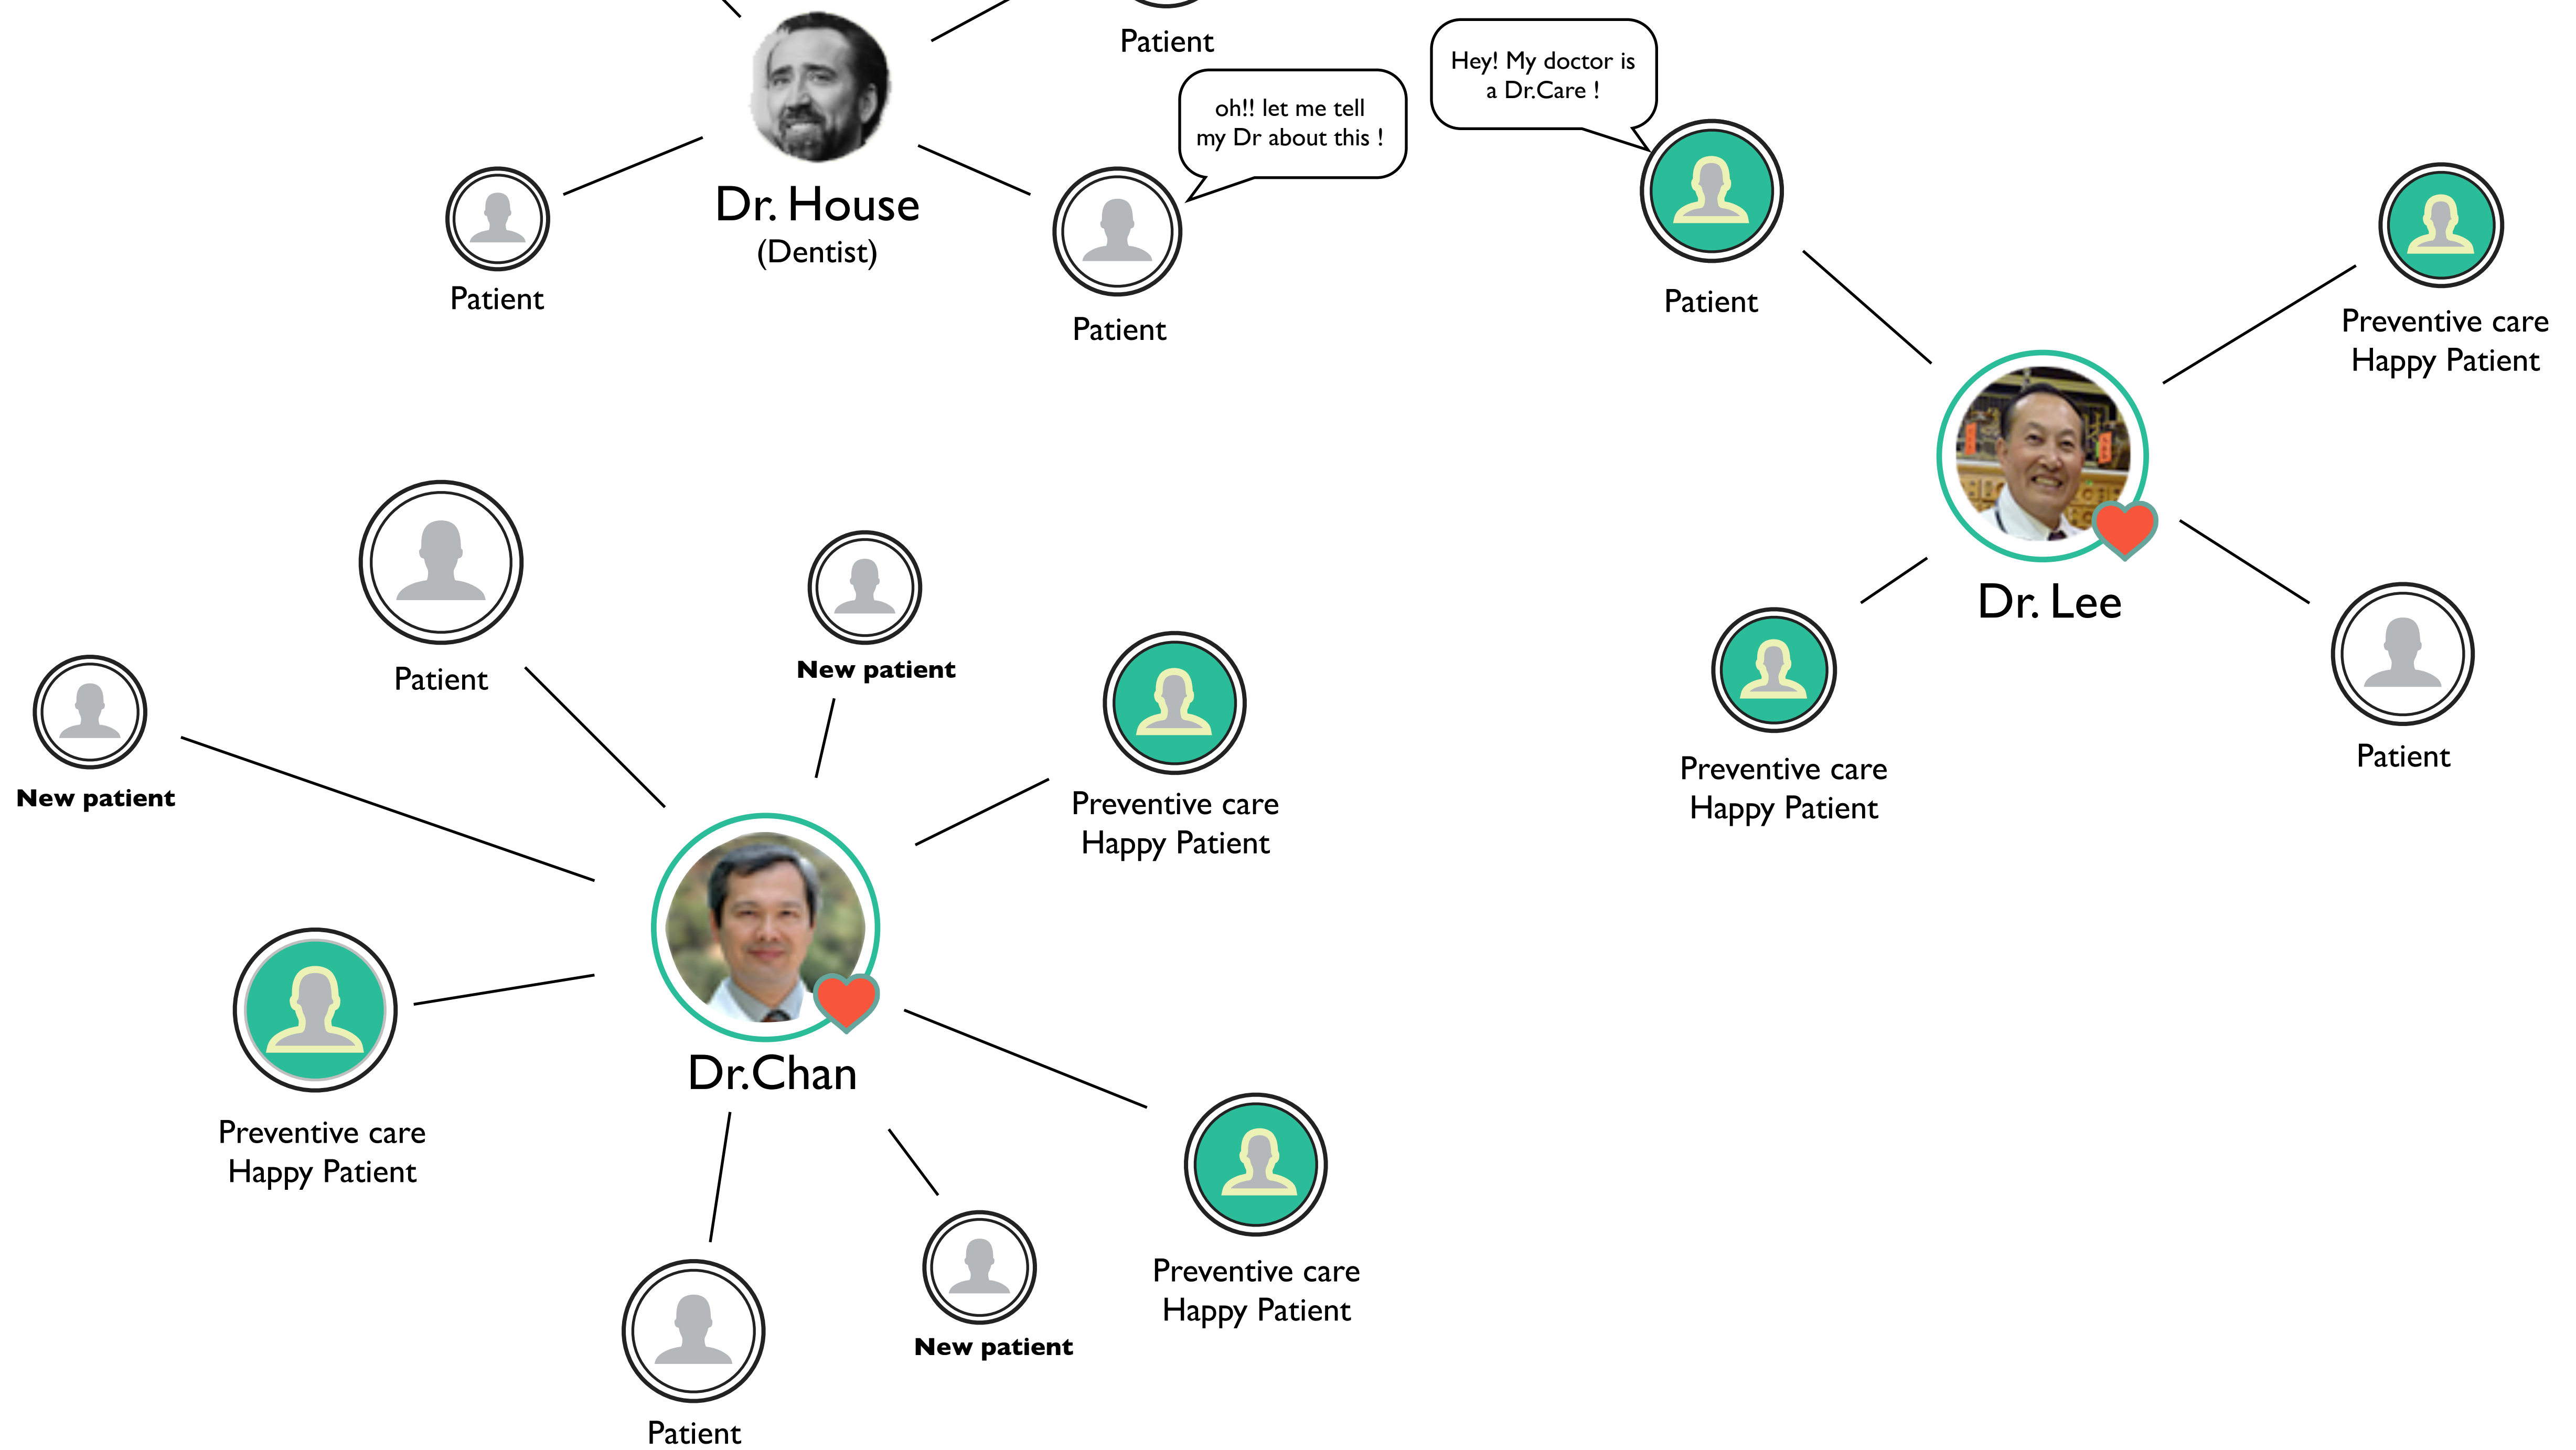 Patient
Hey! My doctor is
a Dr.Care !
oh!! let me tell
my Dr about this !
Dr. House
(Dentist)
Patient
Patient
Patient
Preventive care
Happy Patient
Dr. Lee
Patient
New patient
Patient
New patient
Preventive care
Happy Patient
Preventive care
Happy Patient
Patient
Dr.Chan
Preventive care
Happy Patient
Preventive care
Happy Patient
New patient
Patient